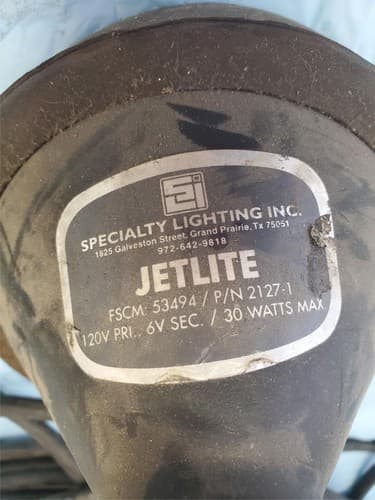 SPECIALTY LIGHTING INC.
1825 Galveston Street, Grand Prairie, Tx 75051
972-642-9818
JETLITE
FSCM: 53494 / P/N 2127-1
120V PRI., 6V SEC. / 30 WATTS MAX